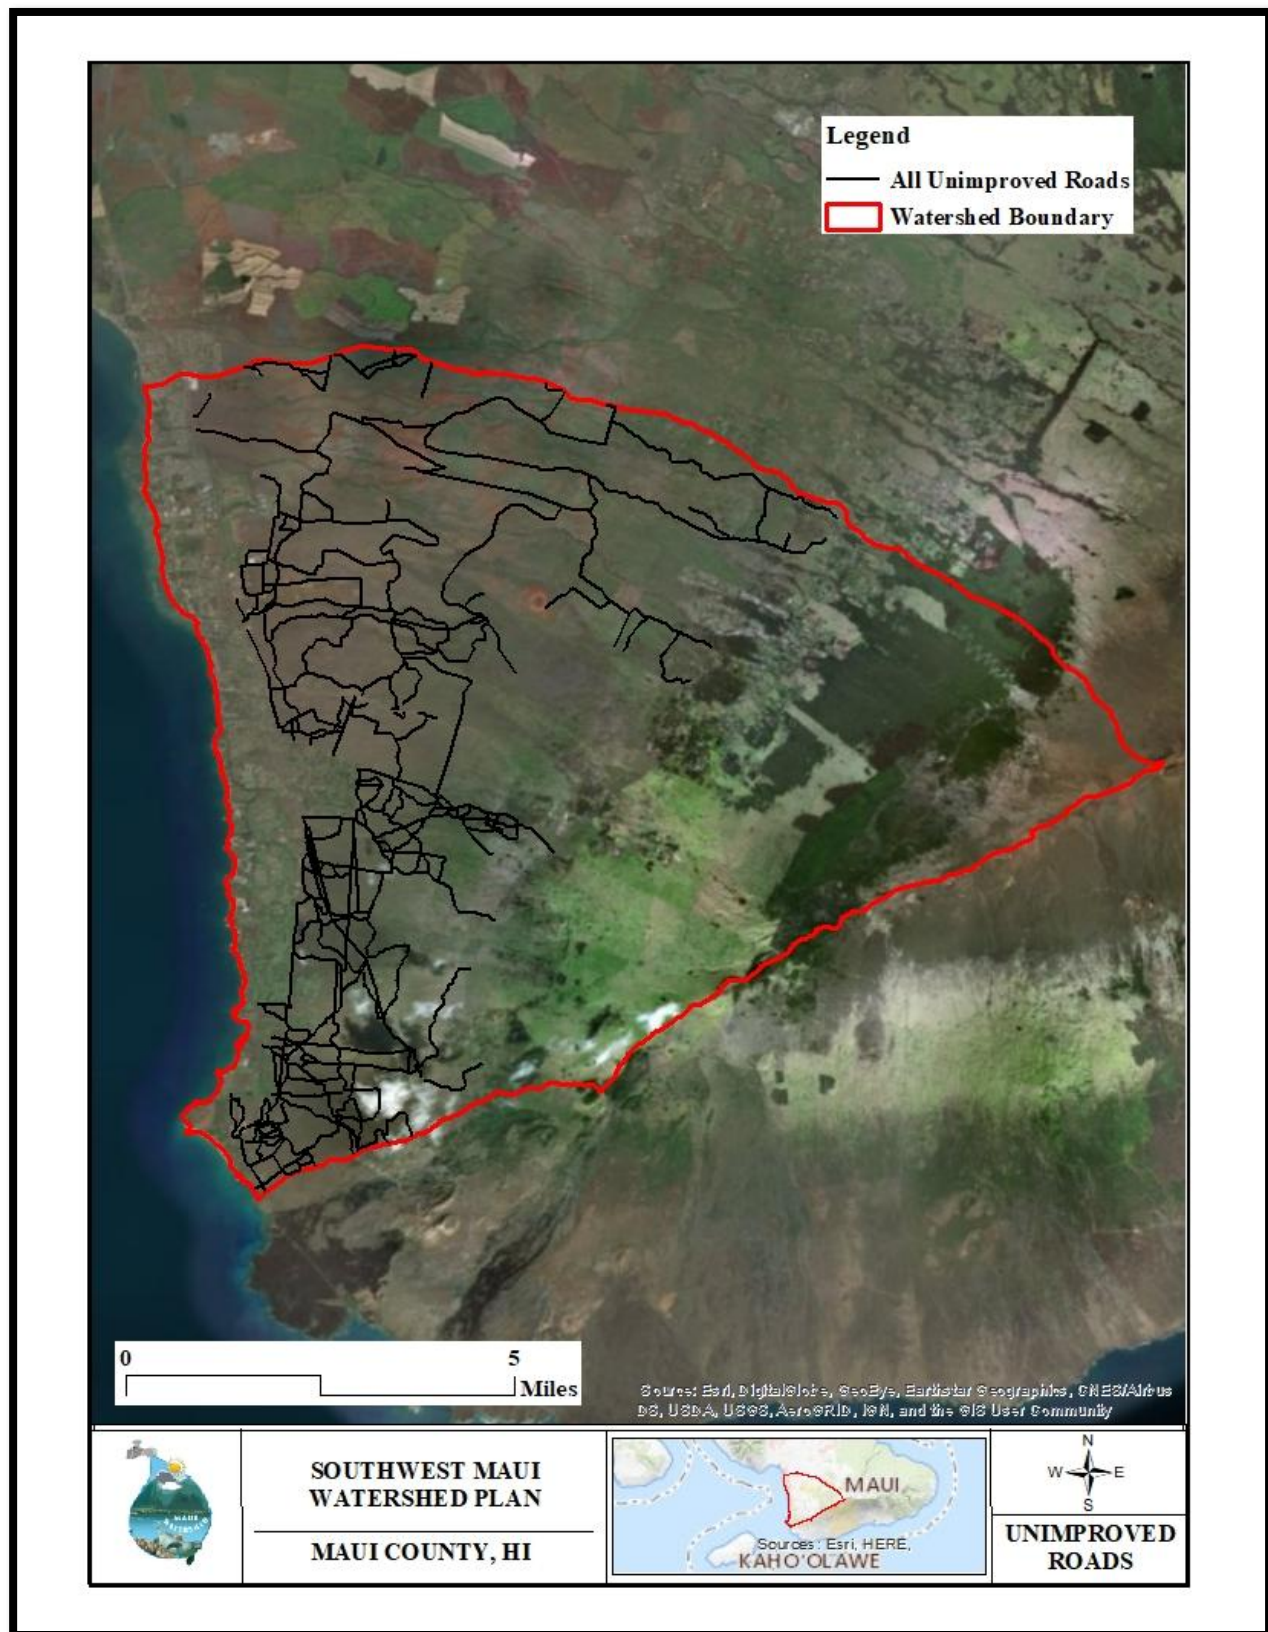 Legend
All Unimproved Roads
Watershed Boundary
0 5
Miles
Source: Esri, DigitalGlobe, GeoEye, Earthstar Geographics, CNES/Airbus
DS, USDA, USGS, AeroGRID, IGN, and the GIS User Community
MAUI
WATERSHED
SOUTHWEST MAUI
WATERSHED PLAN
MAUI COUNTY, HI
MAUI
Sources: Esri, HERE,
KAHO'OLAWE
N
W E
S
UNIMPROVED
ROADS